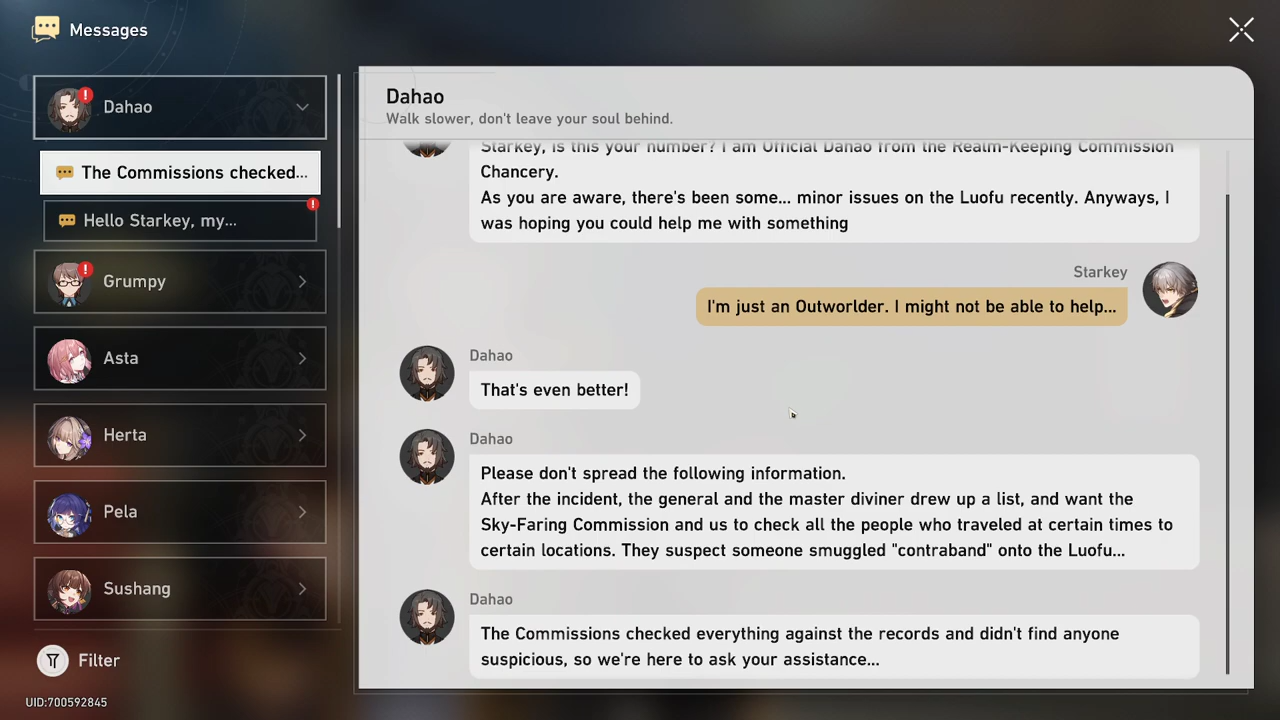 Messages
Dahao
The Commissions checked...
Hello Starkey, my...
Grumpy
Asta
Herta
Pela
Sushang
Filter
UID:700592845
Dahao
Walk slower, don't leave your soul behind.
Starkey, is this your number? I am Official Dahao from the Realm-Keeping Commission
Chancery.
As you are aware, there's been some... minor issues on the Luofu recently. Anyways, I
was hoping you could help me with something
Starkey
I'm just an Outworlder. I might not be able to help...
Dahao
That's even better!
Dahao
Please don't spread the following information.
After the incident, the general and the master diviner drew up a list, and want the
Sky-Faring Commission and us to check all the people who traveled at certain times to
certain locations. They suspect someone smuggled "contraband" onto the Luofu...
Dahao
The Commissions checked everything against the records and didn't find anyone
suspicious, so we're here to ask your assistance...